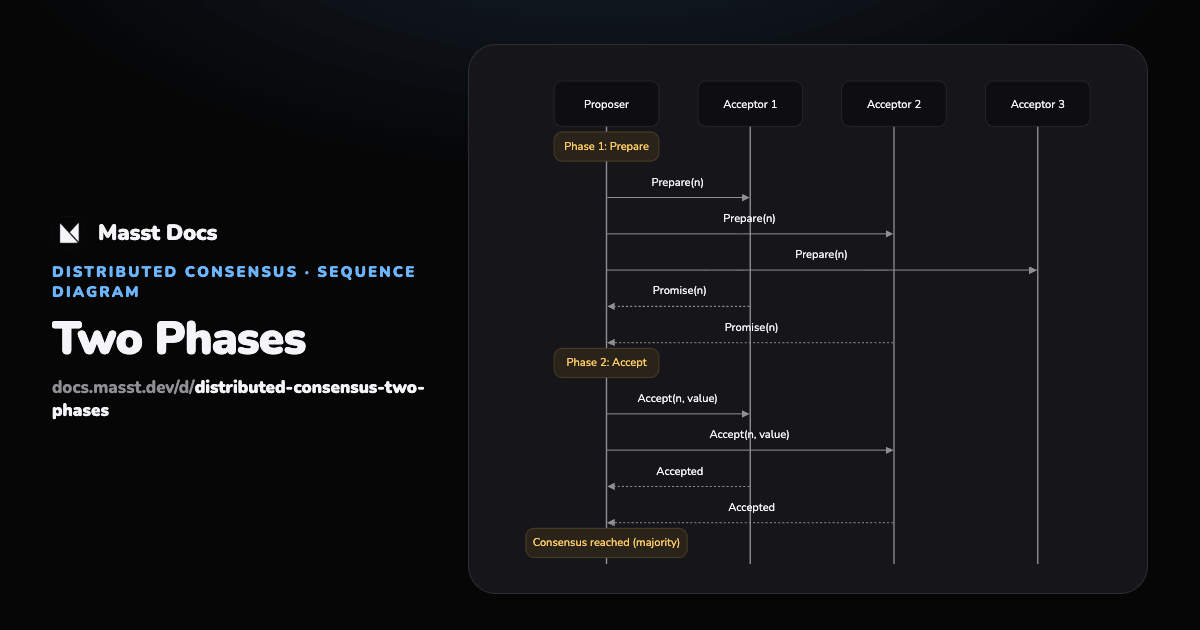 Masst Docs
DISTRIBUTED CONSENSUS · SEQUENCE
DIAGRAM
Two Phases
docs.masst.dev/d/distributed-consensus-two-
phases
Proposer
Acceptor 1
Acceptor 2
Acceptor 3
Phase 1: Prepare
Prepare(n)
Prepare(n)
Prepare(n)
Promise(n)
Promise(n)
Phase 2: Accept
Accept(n, value)
Accept(n, value)
Accepted
Accepted
Consensus reached (majority)